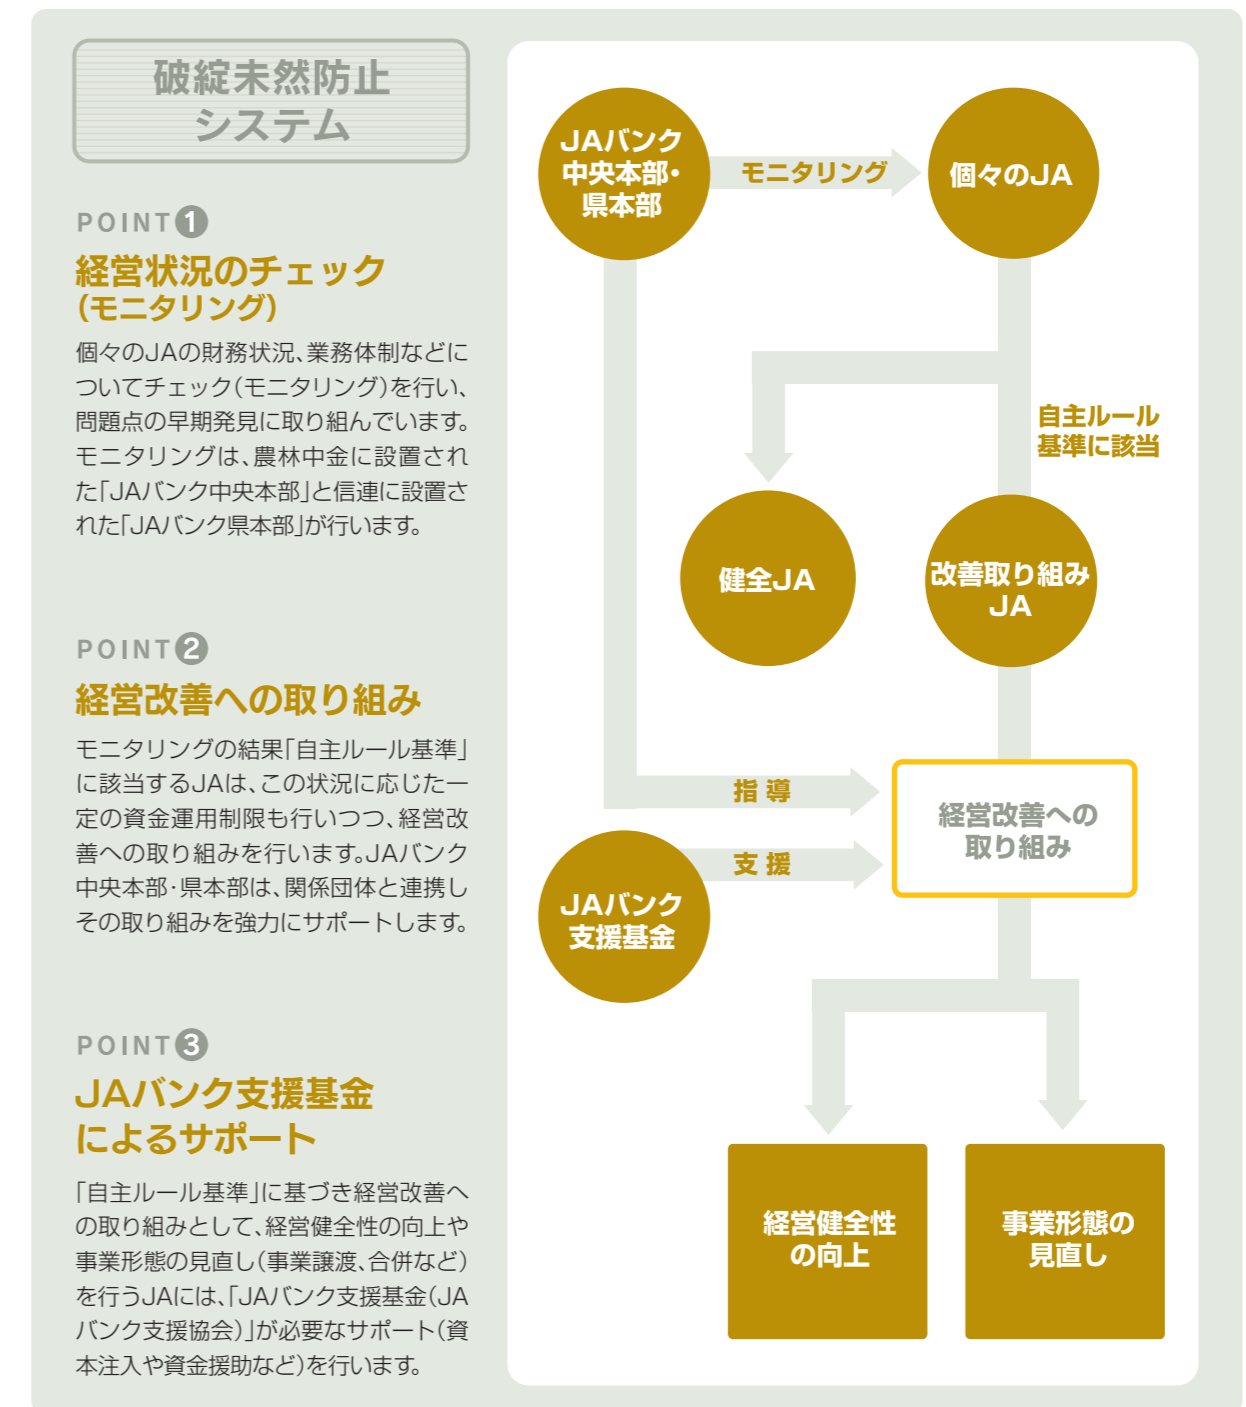 破綻未然防止
システム
POINT❶
経営状況のチェック
(モニタリング)
個々のJAの財務状況、業務体制などに
ついてチェック(モニタリング)を行い、
問題点の早期発見に取り組んでいます。
モニタリングは、農林中金に設置され
た「JAバンク中央本部」と信連に設置さ
れた「JAバンク県本部」が行います。
POINT❷
経営改善への取り組み
モニタリングの結果「自主ルール基準」
に該当するJAは、この状況に応じた一
定の資金運用制限も行いつつ、経営改
善への取り組みを行います。JAバンク
中央本部・県本部は、関係団体と連携し
その取り組みを強力にサポートします。
POINT❸
JAバンク支援基金
によるサポート
「自主ルール基準」に基づき経営改善へ
の取り組みとして、経営健全性の向上や
事業形態の見直し(事業譲渡、合併など)
を行うJAには、「JAバンク支援基金(JA
バンク支援協会)」が必要なサポート(資
本注入や資金援助など)を行います。
JAバンク
中央本部・
県本部
モニタリング
個々のJA
自主ルール
基準に該当
健全JA
改善取り組み
JA
指導
経営改善への
取り組み
支援
JAバンク
支援基金
経営健全性
の向上
事業形態の
見直し